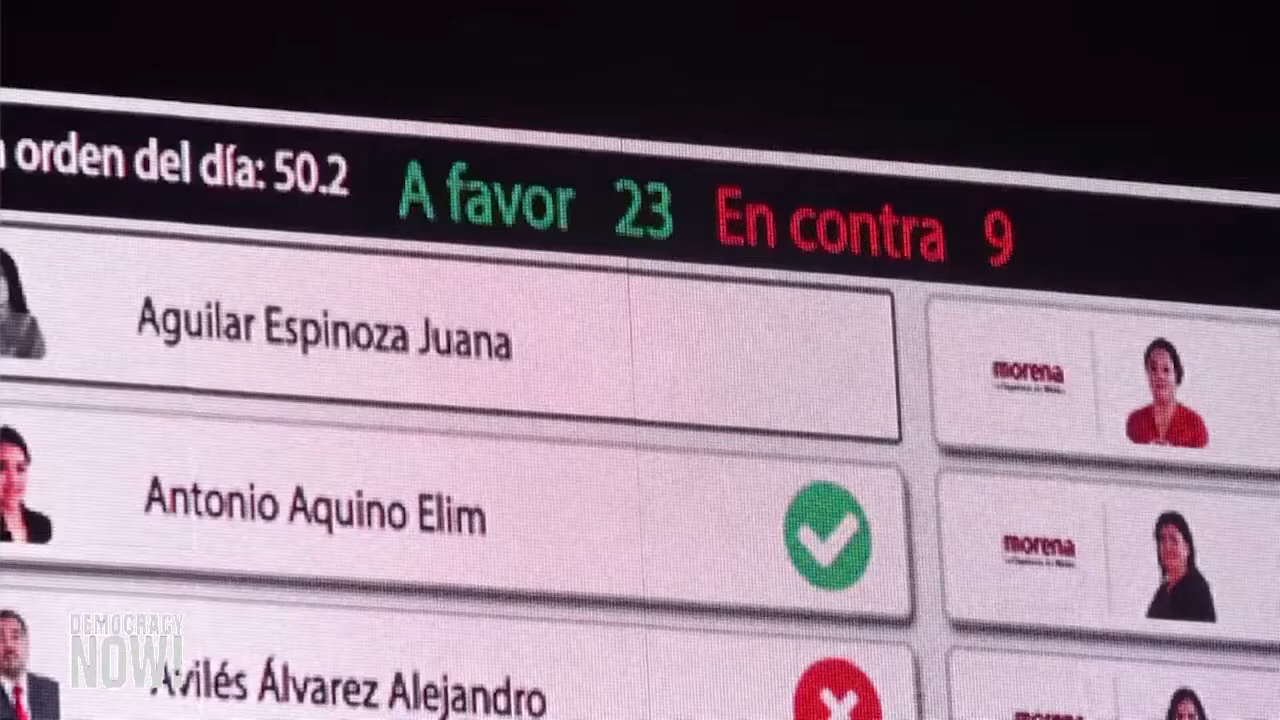 orden del día: 50.2 A favor 23 En contra 9
Aguilar Espinoza Juana
morena
Antonio Aquino Elim
morena
DEMOCRACY
NOW!
Avilés Álvarez Alejandro
morena